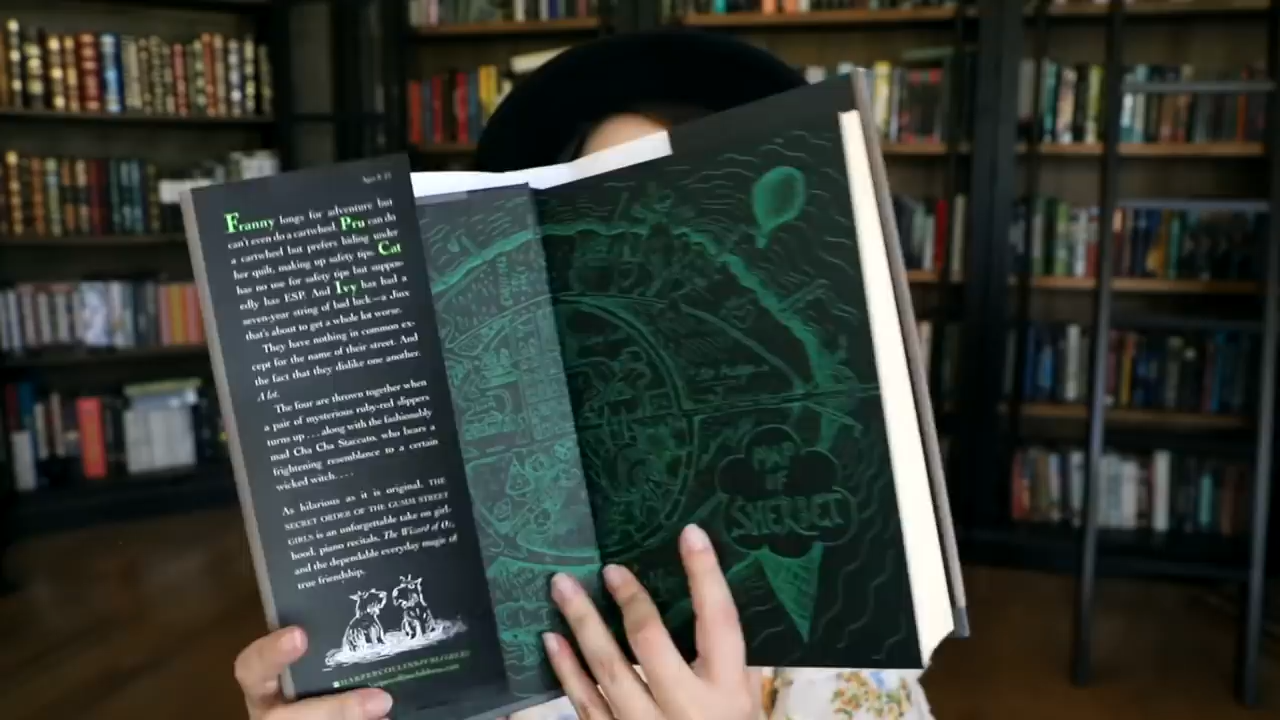 Ages 8-12
Franny longs for adventure but
can't even do a cartwheel. Pru can do
a cartwheel but prefers hiding under
her quilt, making up safety tips. Cat
has no use for safety tips but suppos-
edly has ESP. And Ivy has had a
seven-year string of bad luck—a Jinx
that's about to get a whole lot worse.
They have nothing in common ex-
cept for the name of their street. And
the fact that they dislike one another.
A lot.
The four are thrown together when
a pair of mysterious ruby-red slippers
turns up . . . along with the fashionably
mad Cha Cha Staccato, who bears a
frightening resemblance to a certain
wicked witch. . . .
As hilarious as it is original, THE
SECRET ORDER OF THE GUMM STREET
GIRLS is an unforgettable take on girl-
hood, piano recitals, The Wizard of Oz,
and the dependable everyday magic of
true friendship.
HARPERCOLLINSPUBLISHERS
harpercollinschildrens.com
SHERBET